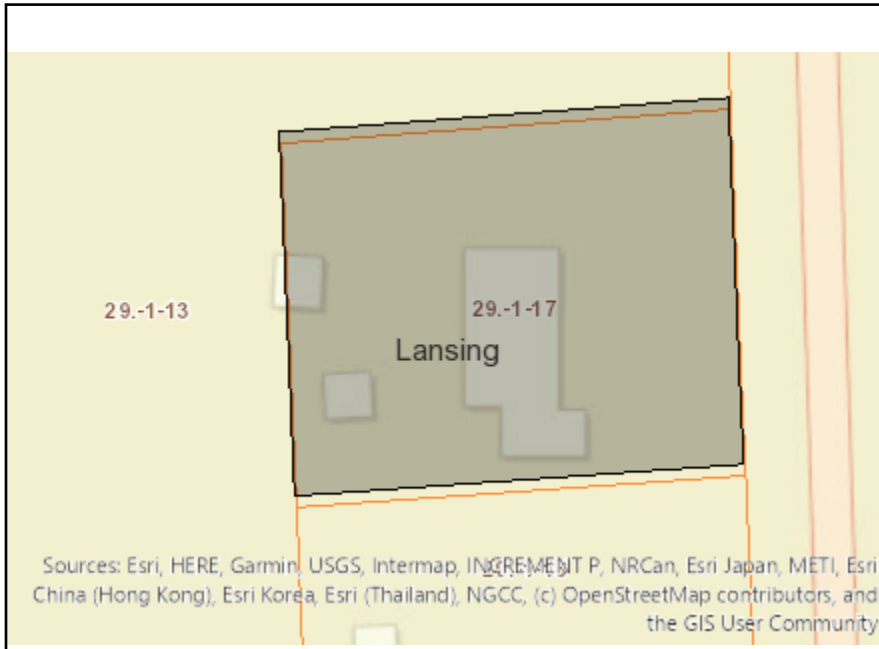 29.-1-13
29.-1-17
Lansing
Sources: Esri, HERE, Garmin, USGS, Intermap, INCREMENT P, NRCan, Esri Japan, METI, Esri
China (Hong Kong), Esri Korea, Esri (Thailand), NGCC, (c) OpenStreetMap contributors, and
the GIS User Community